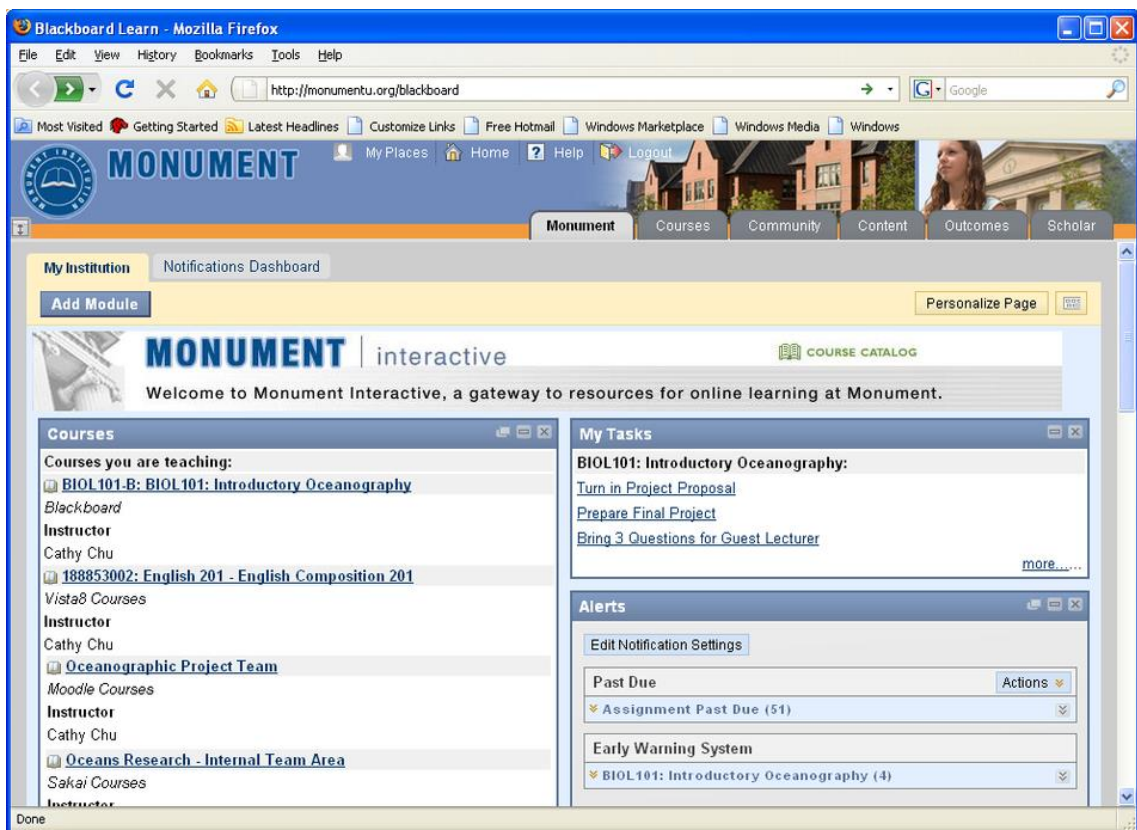 Blackboard Learn - Mozilla Firefox
File Edit View History Bookmarks Tools Help
http://monumentu.org/blackboard
Google
Most Visited Getting Started Latest Headlines Customize Links Free Hotmail Windows Marketplace Windows Media Windows
MONUMENT
My Places Home Help Logout
Monument Courses Community Content Outcomes Scholar
My Institution Notifications Dashboard
Add Module Personalize Page
MONUMENT interactive COURSE CATALOG
Welcome to Monument Interactive, a gateway to resources for online learning at Monument.
Courses
Courses you are teaching:
BIOL101-B: BIOL101: Introductory Oceanography
Blackboard
Instructor
Cathy Chu
188853002: English 201 - English Composition 201
Vista8 Courses
Instructor
Cathy Chu
Oceanographic Project Team
Moodle Courses
Instructor
Cathy Chu
Oceans Research - Internal Team Area
Sakai Courses
Instructor
My Tasks
BIOL101: Introductory Oceanography:
Turn in Project Proposal
Prepare Final Project
Bring 3 Questions for Guest Lecturer
more......
Alerts
Edit Notification Settings
Past Due Actions
Assignment Past Due (51)
Early Warning System
BIOL101: Introductory Oceanography (4)
Done